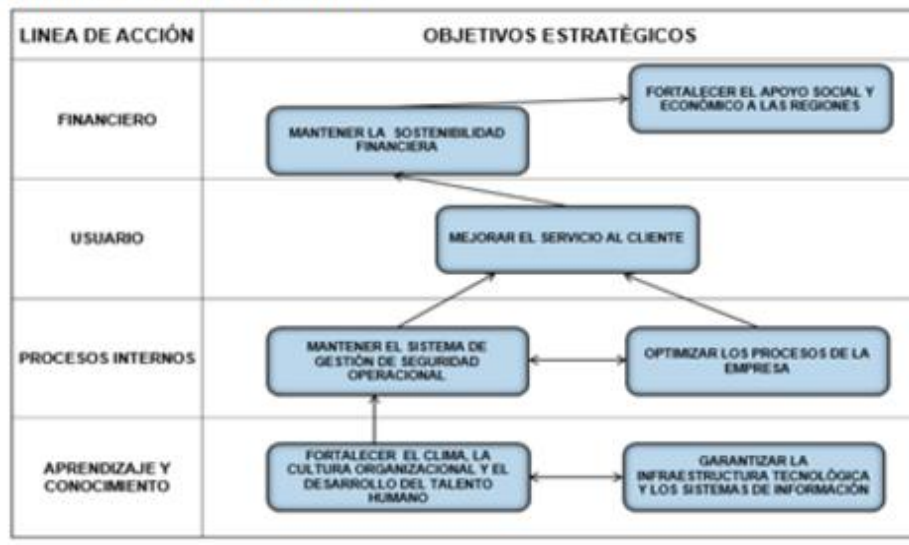 LINEA DE ACCIÓN
OBJETIVOS ESTRATÉGICOS
FINANCIERO
FORTALECER EL APOYO SOCIAL Y
ECONÓMICO A LAS REGIONES
MANTENER LA SOSTENIBILIDAD
FINANCIERA
USUARIO
MEJORAR EL SERVICIO AL CLIENTE
PROCESOS INTERNOS
MANTENER EL SISTEMA DE
GESTIÓN DE SEGURIDAD
OPERACIONAL
OPTIMIZAR LOS PROCESOS DE LA
EMPRESA
APRENDIZAJE Y
CONOCIMIENTO
FORTALECER EL CLIMA, LA
CULTURA ORGANIZACIONAL Y EL
DESARROLLO DEL TALENTO
HUMANO
GARANTIZAR LA
INFRAESTRUCTURA TECNOLÓGICA
Y LOS SISTEMAS DE INFORMACIÓN